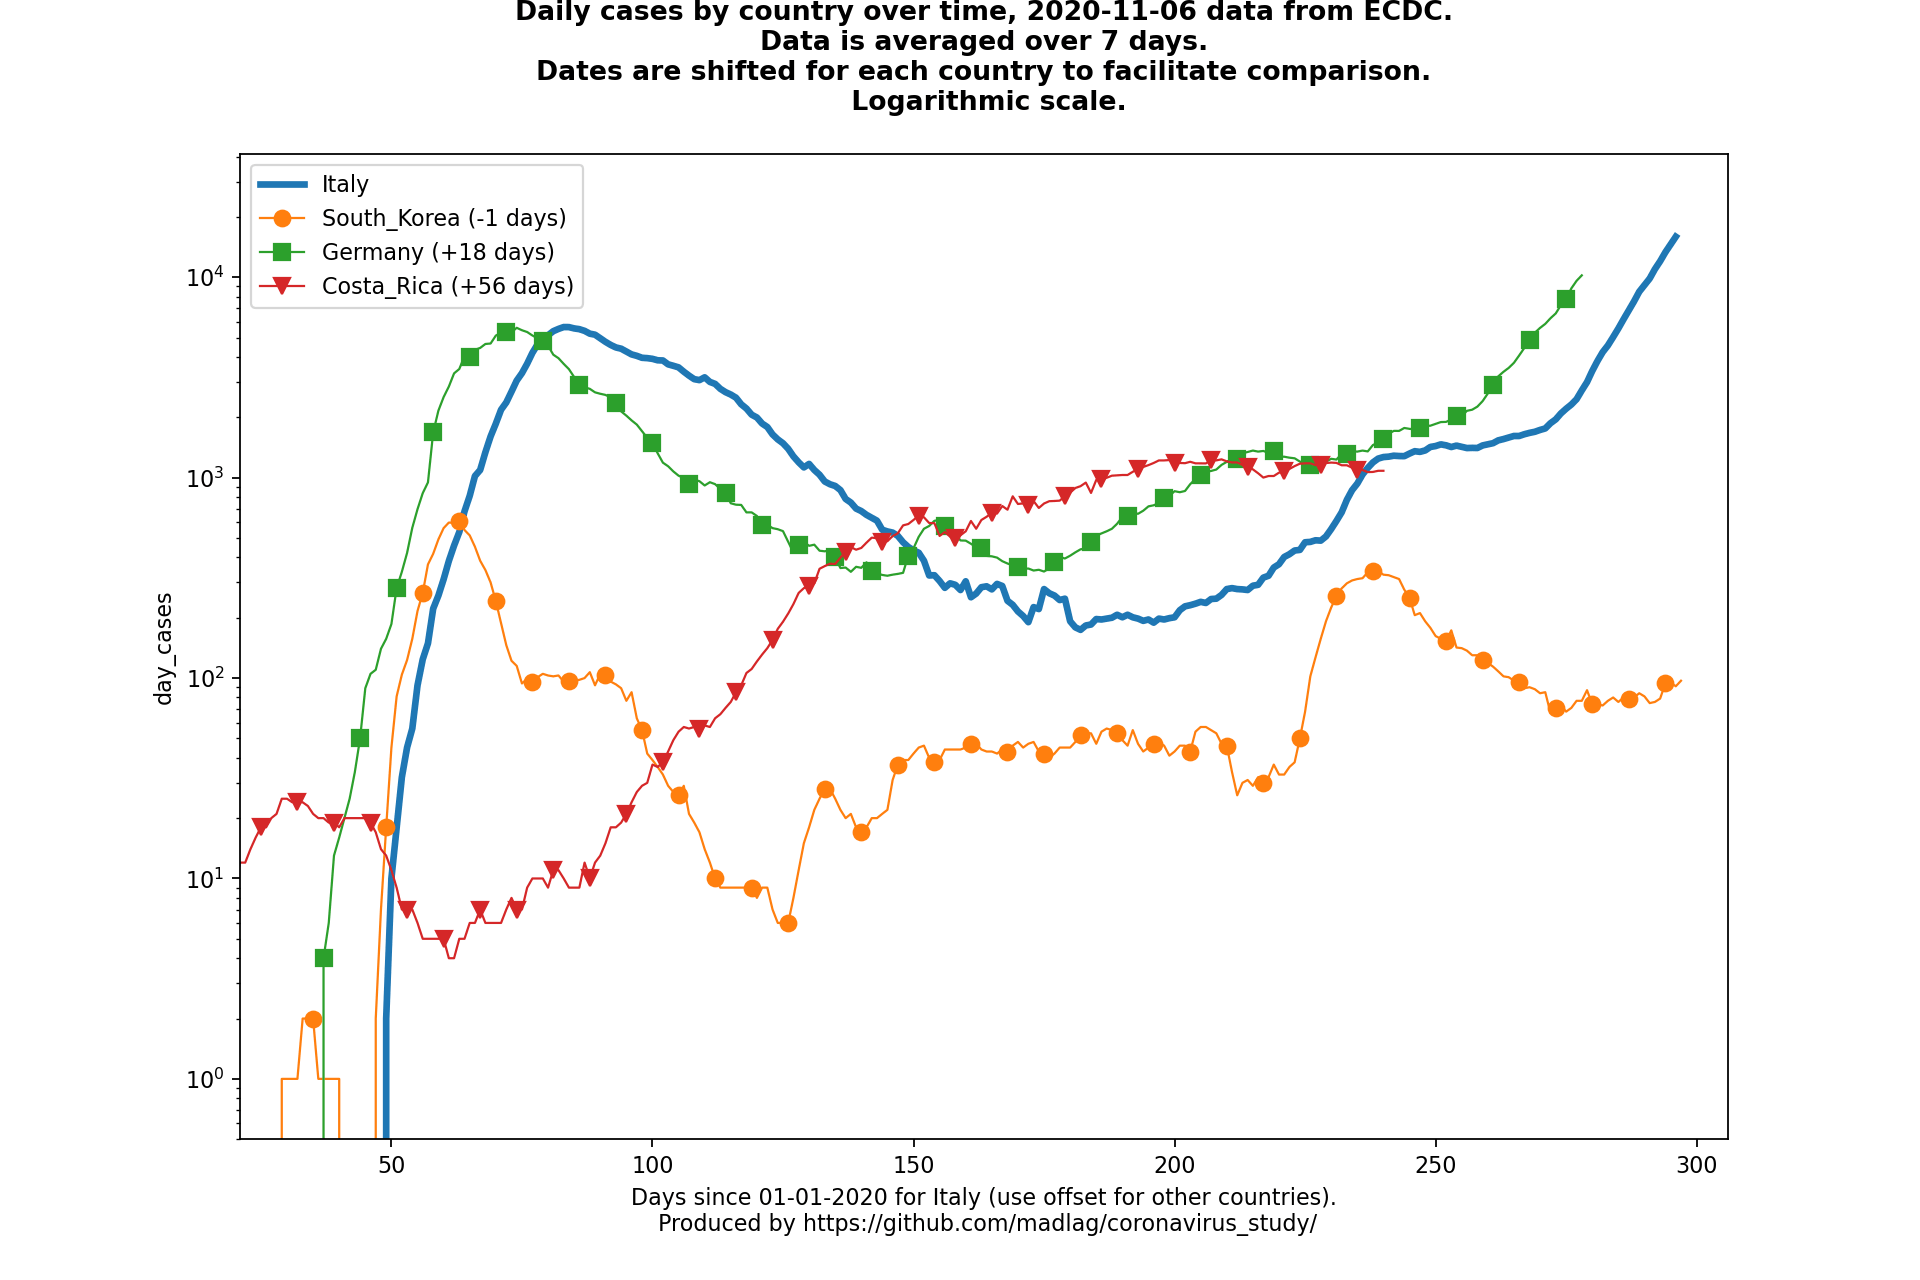 Daily cases by country over time, 2020-11-06 data from ECDC.
Data is averaged over 7 days.
Dates are shifted for each country to facilitate comparison.
Logarithmic scale.
Italy
South_Korea (-1 days)
Germany (+18 days)
Costa_Rica (+56 days)
day_cases
10⁴
10³
10²
10¹
10⁰
50 100 150 200 250 300
Days since 01-01-2020 for Italy (use offset for other countries).
Produced by https://github.com/madlag/coronavirus_study/